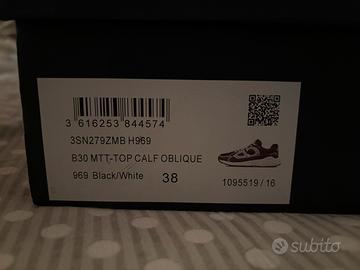 3 616253 844574
3SN279ZMB H969
B30 MTT-TOP CALF OBLIQUE
969 Black/White 38
1095519 / 16
subito